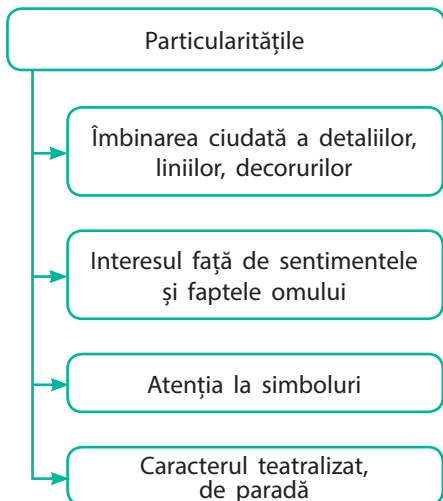 Particularitățile
Îmbinarea ciudată a detaliilor,
liniilor, decorurilor
Interesul față de sentimentele
și faptele omului
Atenția la simboluri
Caracterul teatralizat,
de paradă